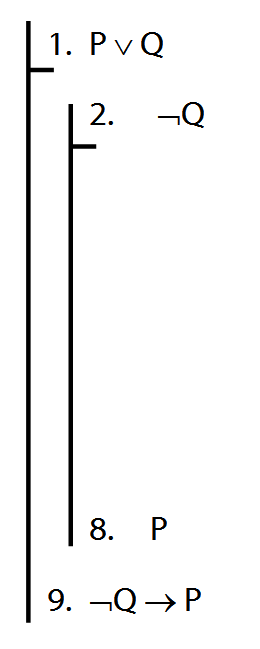 1. P ∨ Q
2. ¬Q
8. P
9. ¬Q → P